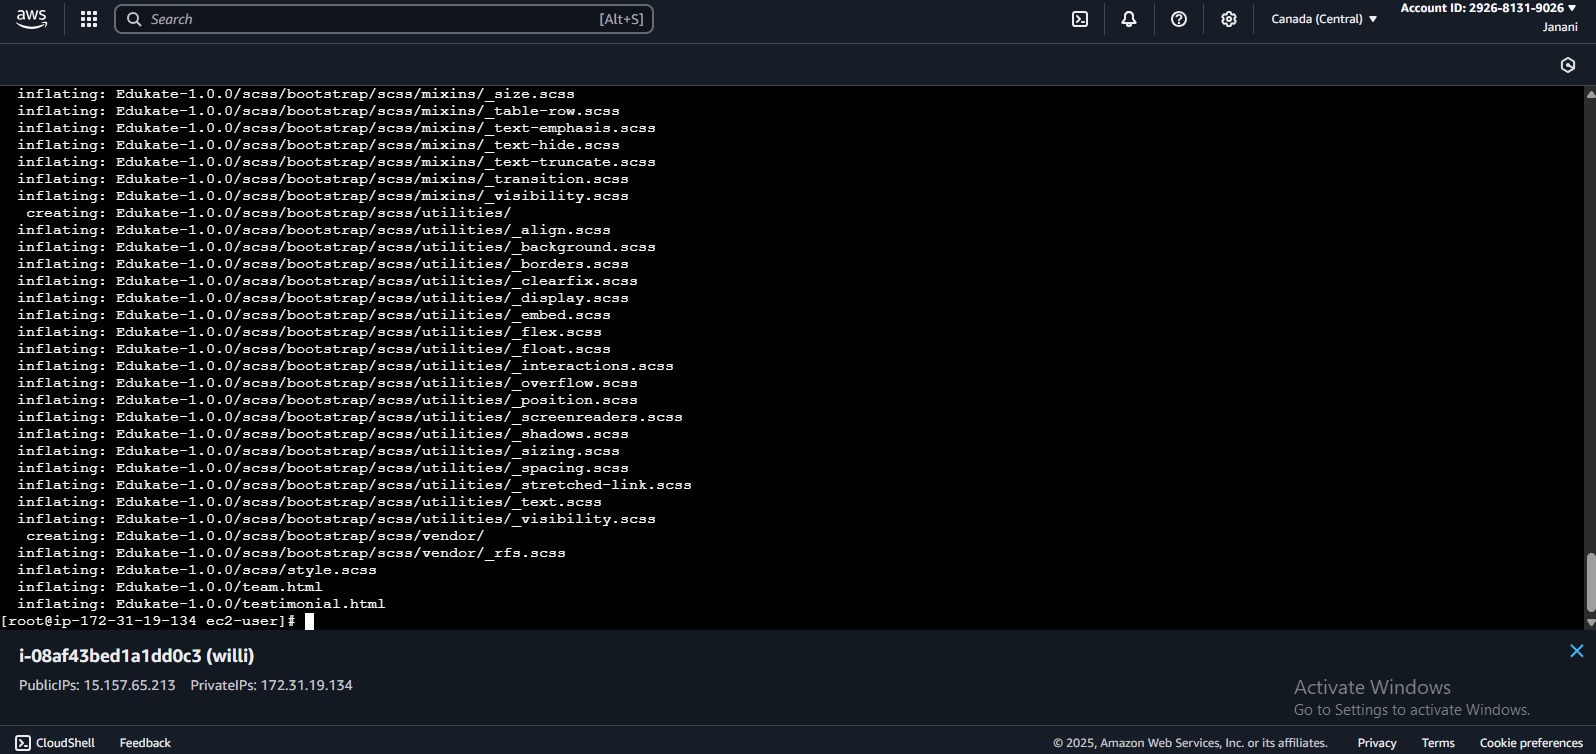 aws
Search
[Alt+S]
Canada (Central)
Account ID: 2926-8131-9026
Janani
inflating: Edukate-1.0.0/scss/bootstrap/scss/mixins/_size.scss
inflating: Edukate-1.0.0/scss/bootstrap/scss/mixins/_table-row.scss
inflating: Edukate-1.0.0/scss/bootstrap/scss/mixins/_text-emphasis.scss
inflating: Edukate-1.0.0/scss/bootstrap/scss/mixins/_text-hide.scss
inflating: Edukate-1.0.0/scss/bootstrap/scss/mixins/_text-truncate.scss
inflating: Edukate-1.0.0/scss/bootstrap/scss/mixins/_transition.scss
inflating: Edukate-1.0.0/scss/bootstrap/scss/mixins/_visibility.scss
creating: Edukate-1.0.0/scss/bootstrap/scss/utilities/
inflating: Edukate-1.0.0/scss/bootstrap/scss/utilities/_align.scss
inflating: Edukate-1.0.0/scss/bootstrap/scss/utilities/_background.scss
inflating: Edukate-1.0.0/scss/bootstrap/scss/utilities/_borders.scss
inflating: Edukate-1.0.0/scss/bootstrap/scss/utilities/_clearfix.scss
inflating: Edukate-1.0.0/scss/bootstrap/scss/utilities/_display.scss
inflating: Edukate-1.0.0/scss/bootstrap/scss/utilities/_embed.scss
inflating: Edukate-1.0.0/scss/bootstrap/scss/utilities/_flex.scss
inflating: Edukate-1.0.0/scss/bootstrap/scss/utilities/_float.scss
inflating: Edukate-1.0.0/scss/bootstrap/scss/utilities/_interactions.scss
inflating: Edukate-1.0.0/scss/bootstrap/scss/utilities/_overflow.scss
inflating: Edukate-1.0.0/scss/bootstrap/scss/utilities/_position.scss
inflating: Edukate-1.0.0/scss/bootstrap/scss/utilities/_screenreaders.scss
inflating: Edukate-1.0.0/scss/bootstrap/scss/utilities/_shadows.scss
inflating: Edukate-1.0.0/scss/bootstrap/scss/utilities/_sizing.scss
inflating: Edukate-1.0.0/scss/bootstrap/scss/utilities/_spacing.scss
inflating: Edukate-1.0.0/scss/bootstrap/scss/utilities/_stretched-link.scss
inflating: Edukate-1.0.0/scss/bootstrap/scss/utilities/_text.scss
inflating: Edukate-1.0.0/scss/bootstrap/scss/utilities/_visibility.scss
creating: Edukate-1.0.0/scss/bootstrap/scss/vendor/
inflating: Edukate-1.0.0/scss/bootstrap/scss/vendor/_rfs.scss
inflating: Edukate-1.0.0/scss/style.scss
inflating: Edukate-1.0.0/team.html
inflating: Edukate-1.0.0/testimonial.html
[root@ip-172-31-19-134 ec2-user]#
i-08af43bed1a1dd0c3 (willi)
PublicIPs: 15.157.65.213 PrivateIPs: 172.31.19.134
Activate Windows
Go to Settings to activate Windows.
CloudShell Feedback
© 2025, Amazon Web Services, Inc. or its affiliates. Privacy Terms Cookie preferences